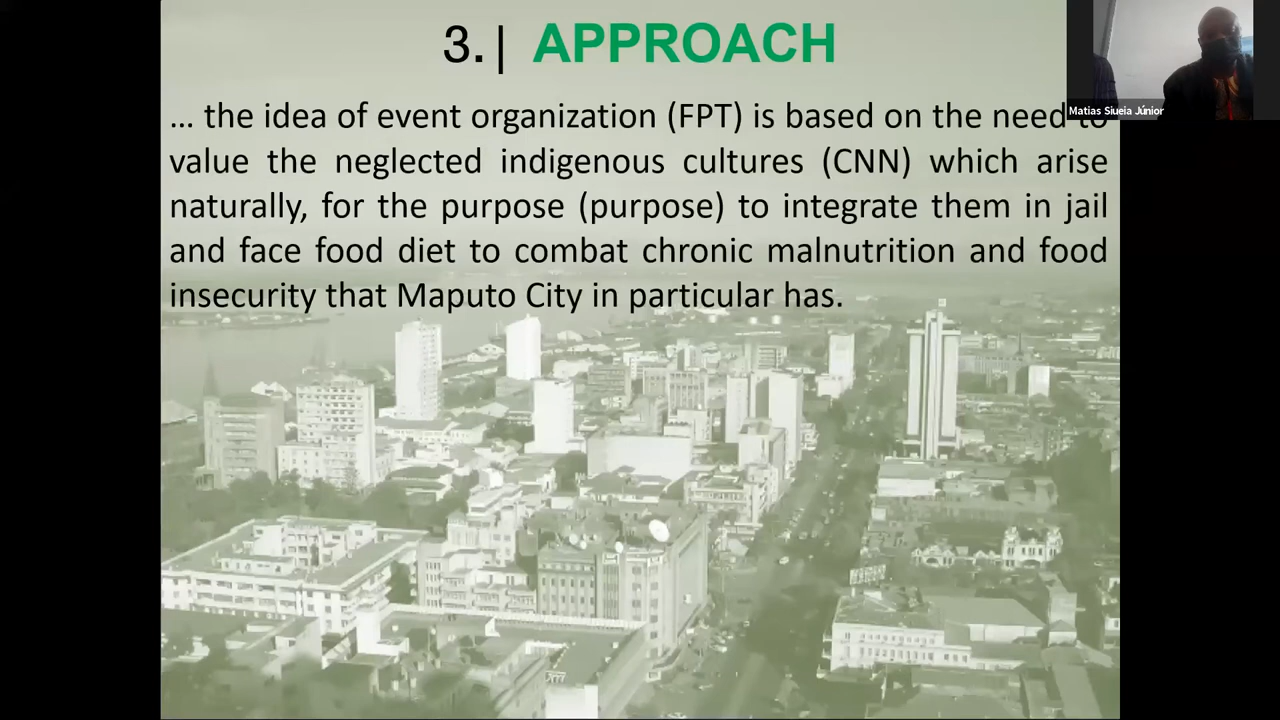 3.| APPROACH
... the idea of event organization (FPT) is based on the need to
value the neglected indigenous cultures (CNN) which arise
naturally, for the purpose (purpose) to integrate them in jail
and face food diet to combat chronic malnutrition and food
insecurity that Maputo City in particular has.
Matias Siueia Júnior